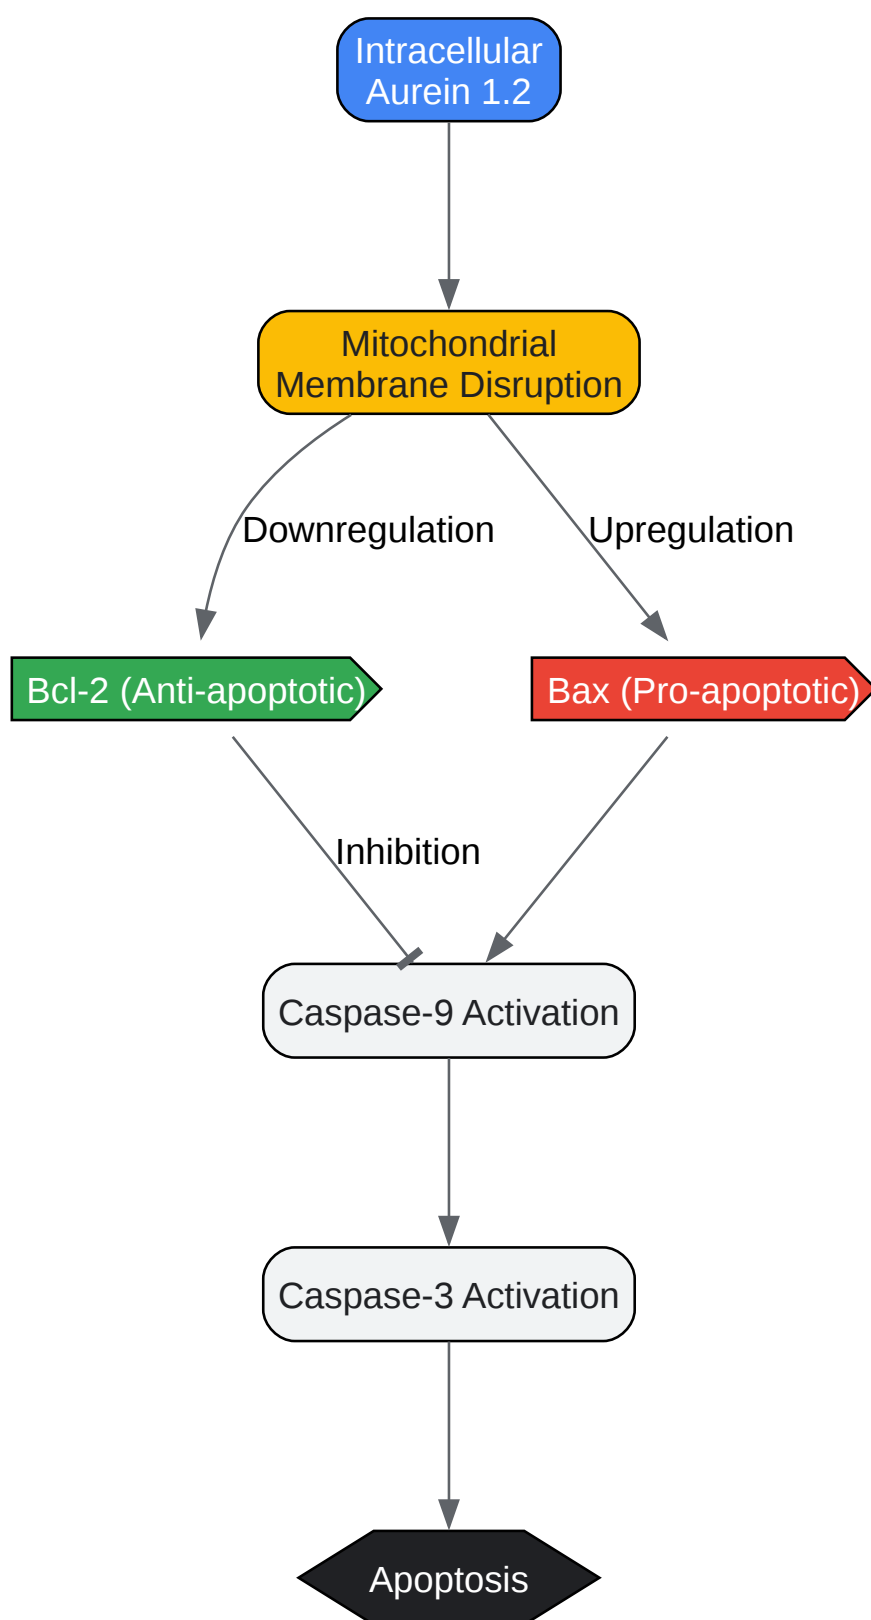 Intracellular
Aurein 1.2
Mitochondrial
Membrane Disruption
Downregulation
Upregulation
Bcl-2 (Anti-apoptotic)
Bax (Pro-apoptotic)
Inhibition
Caspase-9 Activation
Caspase-3 Activation
Apoptosis